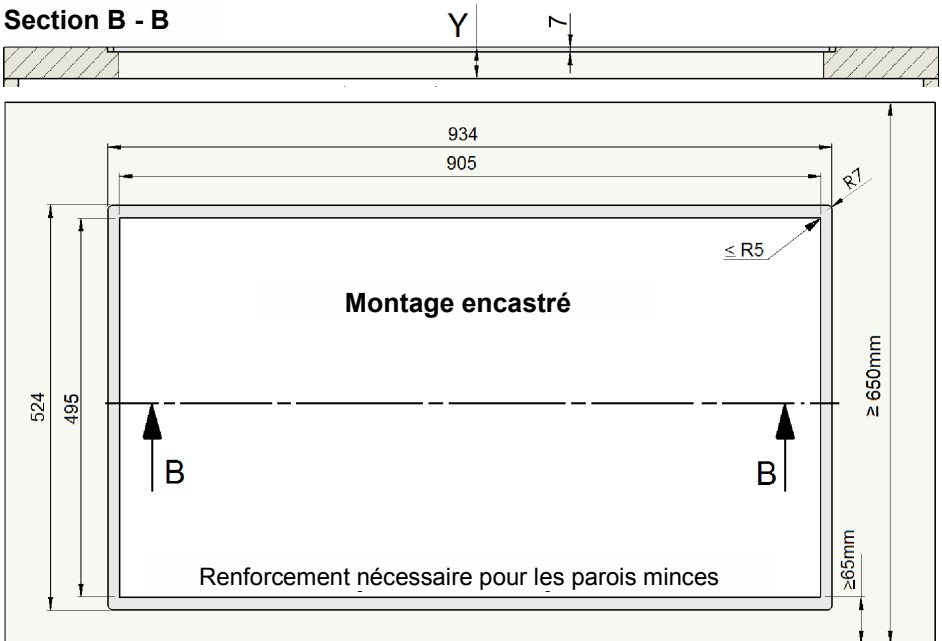 Section B - B
Y
7
934
905
R7
≤ R5
Montage encastré
524
495
≥ 650mm
B
B
≥65mm
Renforcement nécessaire pour les parois minces